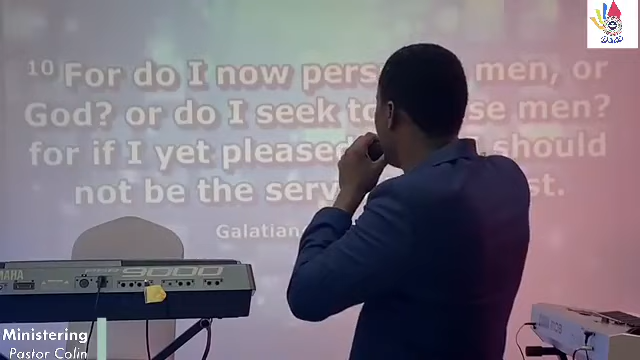 10 For do I now pers men, or
God? or do I seek to se men?
for if I yet pleased should
not be the serv st.
Galatian
YAMAHA
9000
Ministering
Pastor Colin